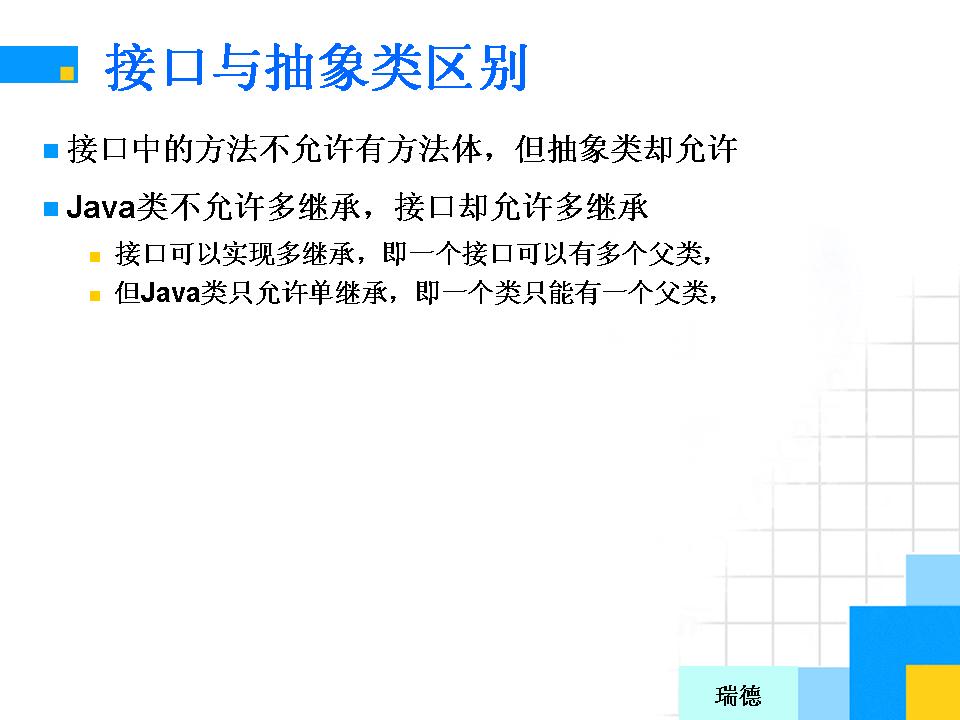 接口与抽象类区别
接口中的方法不允许有方法体，但抽象类却允许
Java类不允许多继承，接口却允许多继承
接口可以实现多继承，即一个接口可以有多个父类，
但Java类只允许单继承，即一个类只能有一个父类，
瑞德